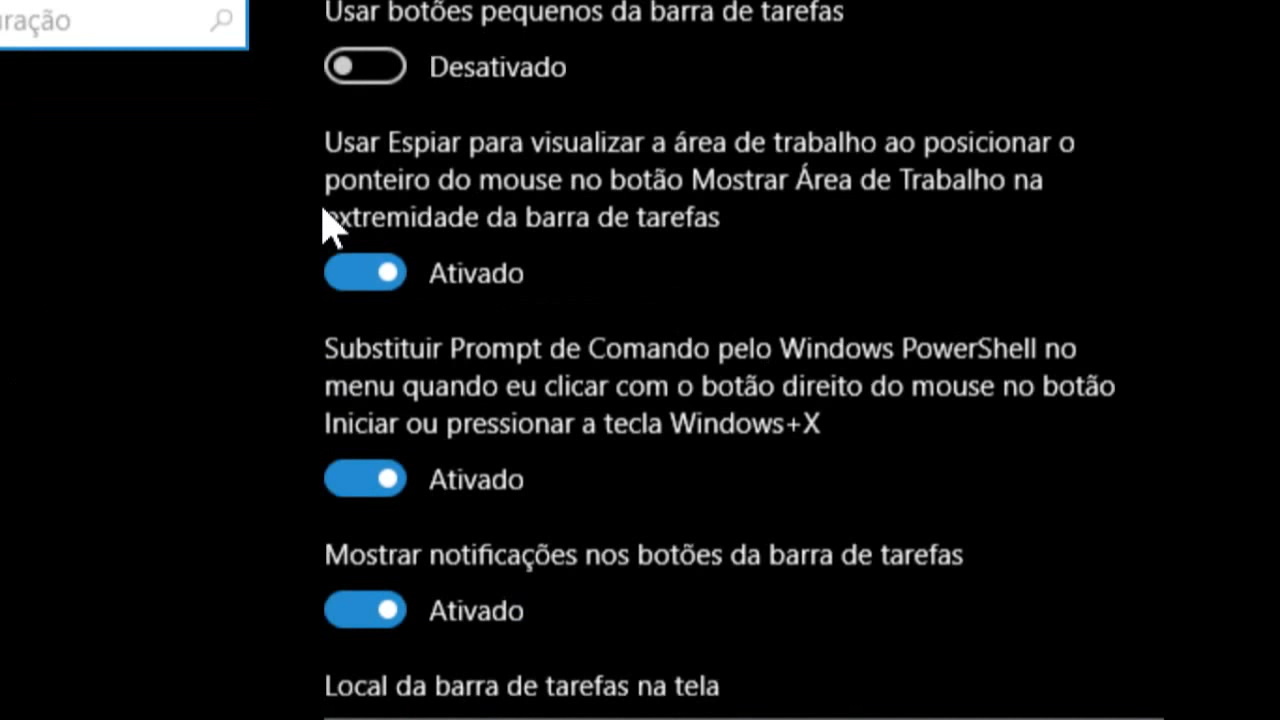 uração
Usar botões pequenos da barra de tarefas
Desativado
Usar Espiar para visualizar a área de trabalho ao posicionar o
ponteiro do mouse no botão Mostrar Área de Trabalho na
extremidade da barra de tarefas
Ativado
Substituir Prompt de Comando pelo Windows PowerShell no
menu quando eu clicar com o botão direito do mouse no botão
Iniciar ou pressionar a tecla Windows+X
Ativado
Mostrar notificações nos botões da barra de tarefas
Ativado
Local da barra de tarefas na tela